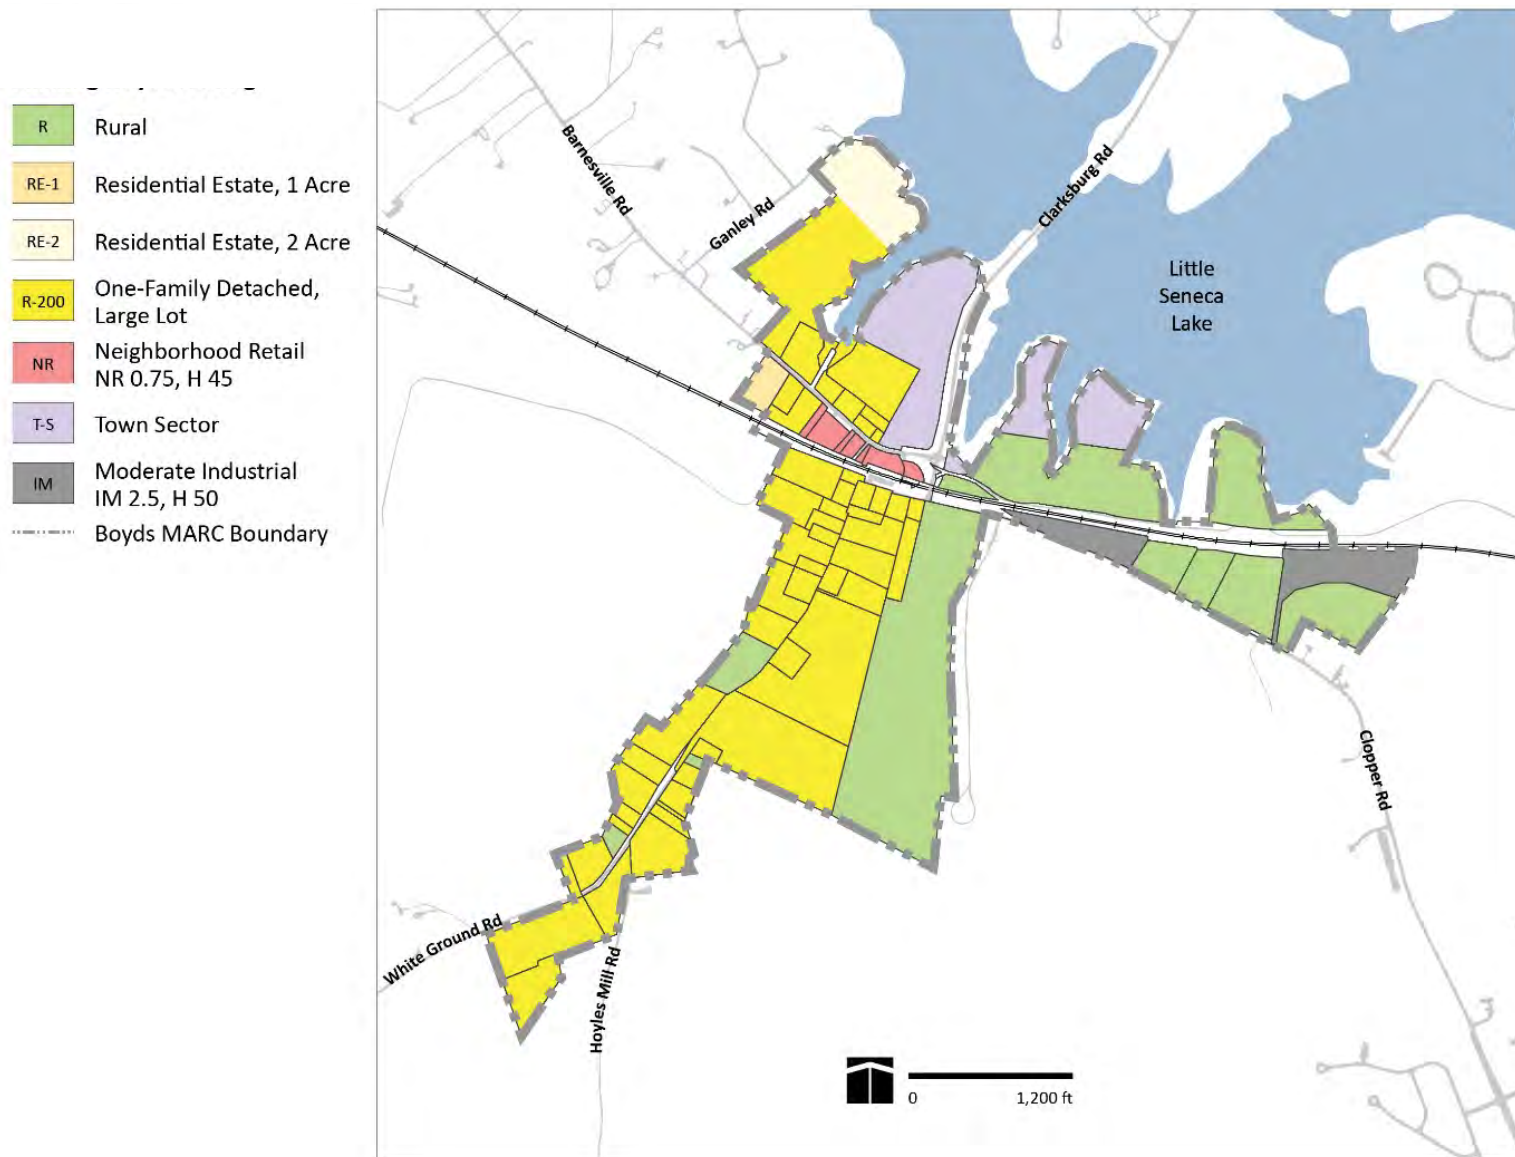 R Rural
RE-1 Residential Estate, 1 Acre
RE-2 Residential Estate, 2 Acre
R-200 One-Family Detached,
Large Lot
NR Neighborhood Retail
NR 0.75, H 45
T-S Town Sector
IM Moderate Industrial
IM 2.5, H 50
Boyds MARC Boundary
Barnesville Rd
Ganley Rd
Clarksburg Rd
Little
Seneca
Lake
Clopper Rd
White Ground Rd
Hoyles Mill Rd
0 1,200 ft